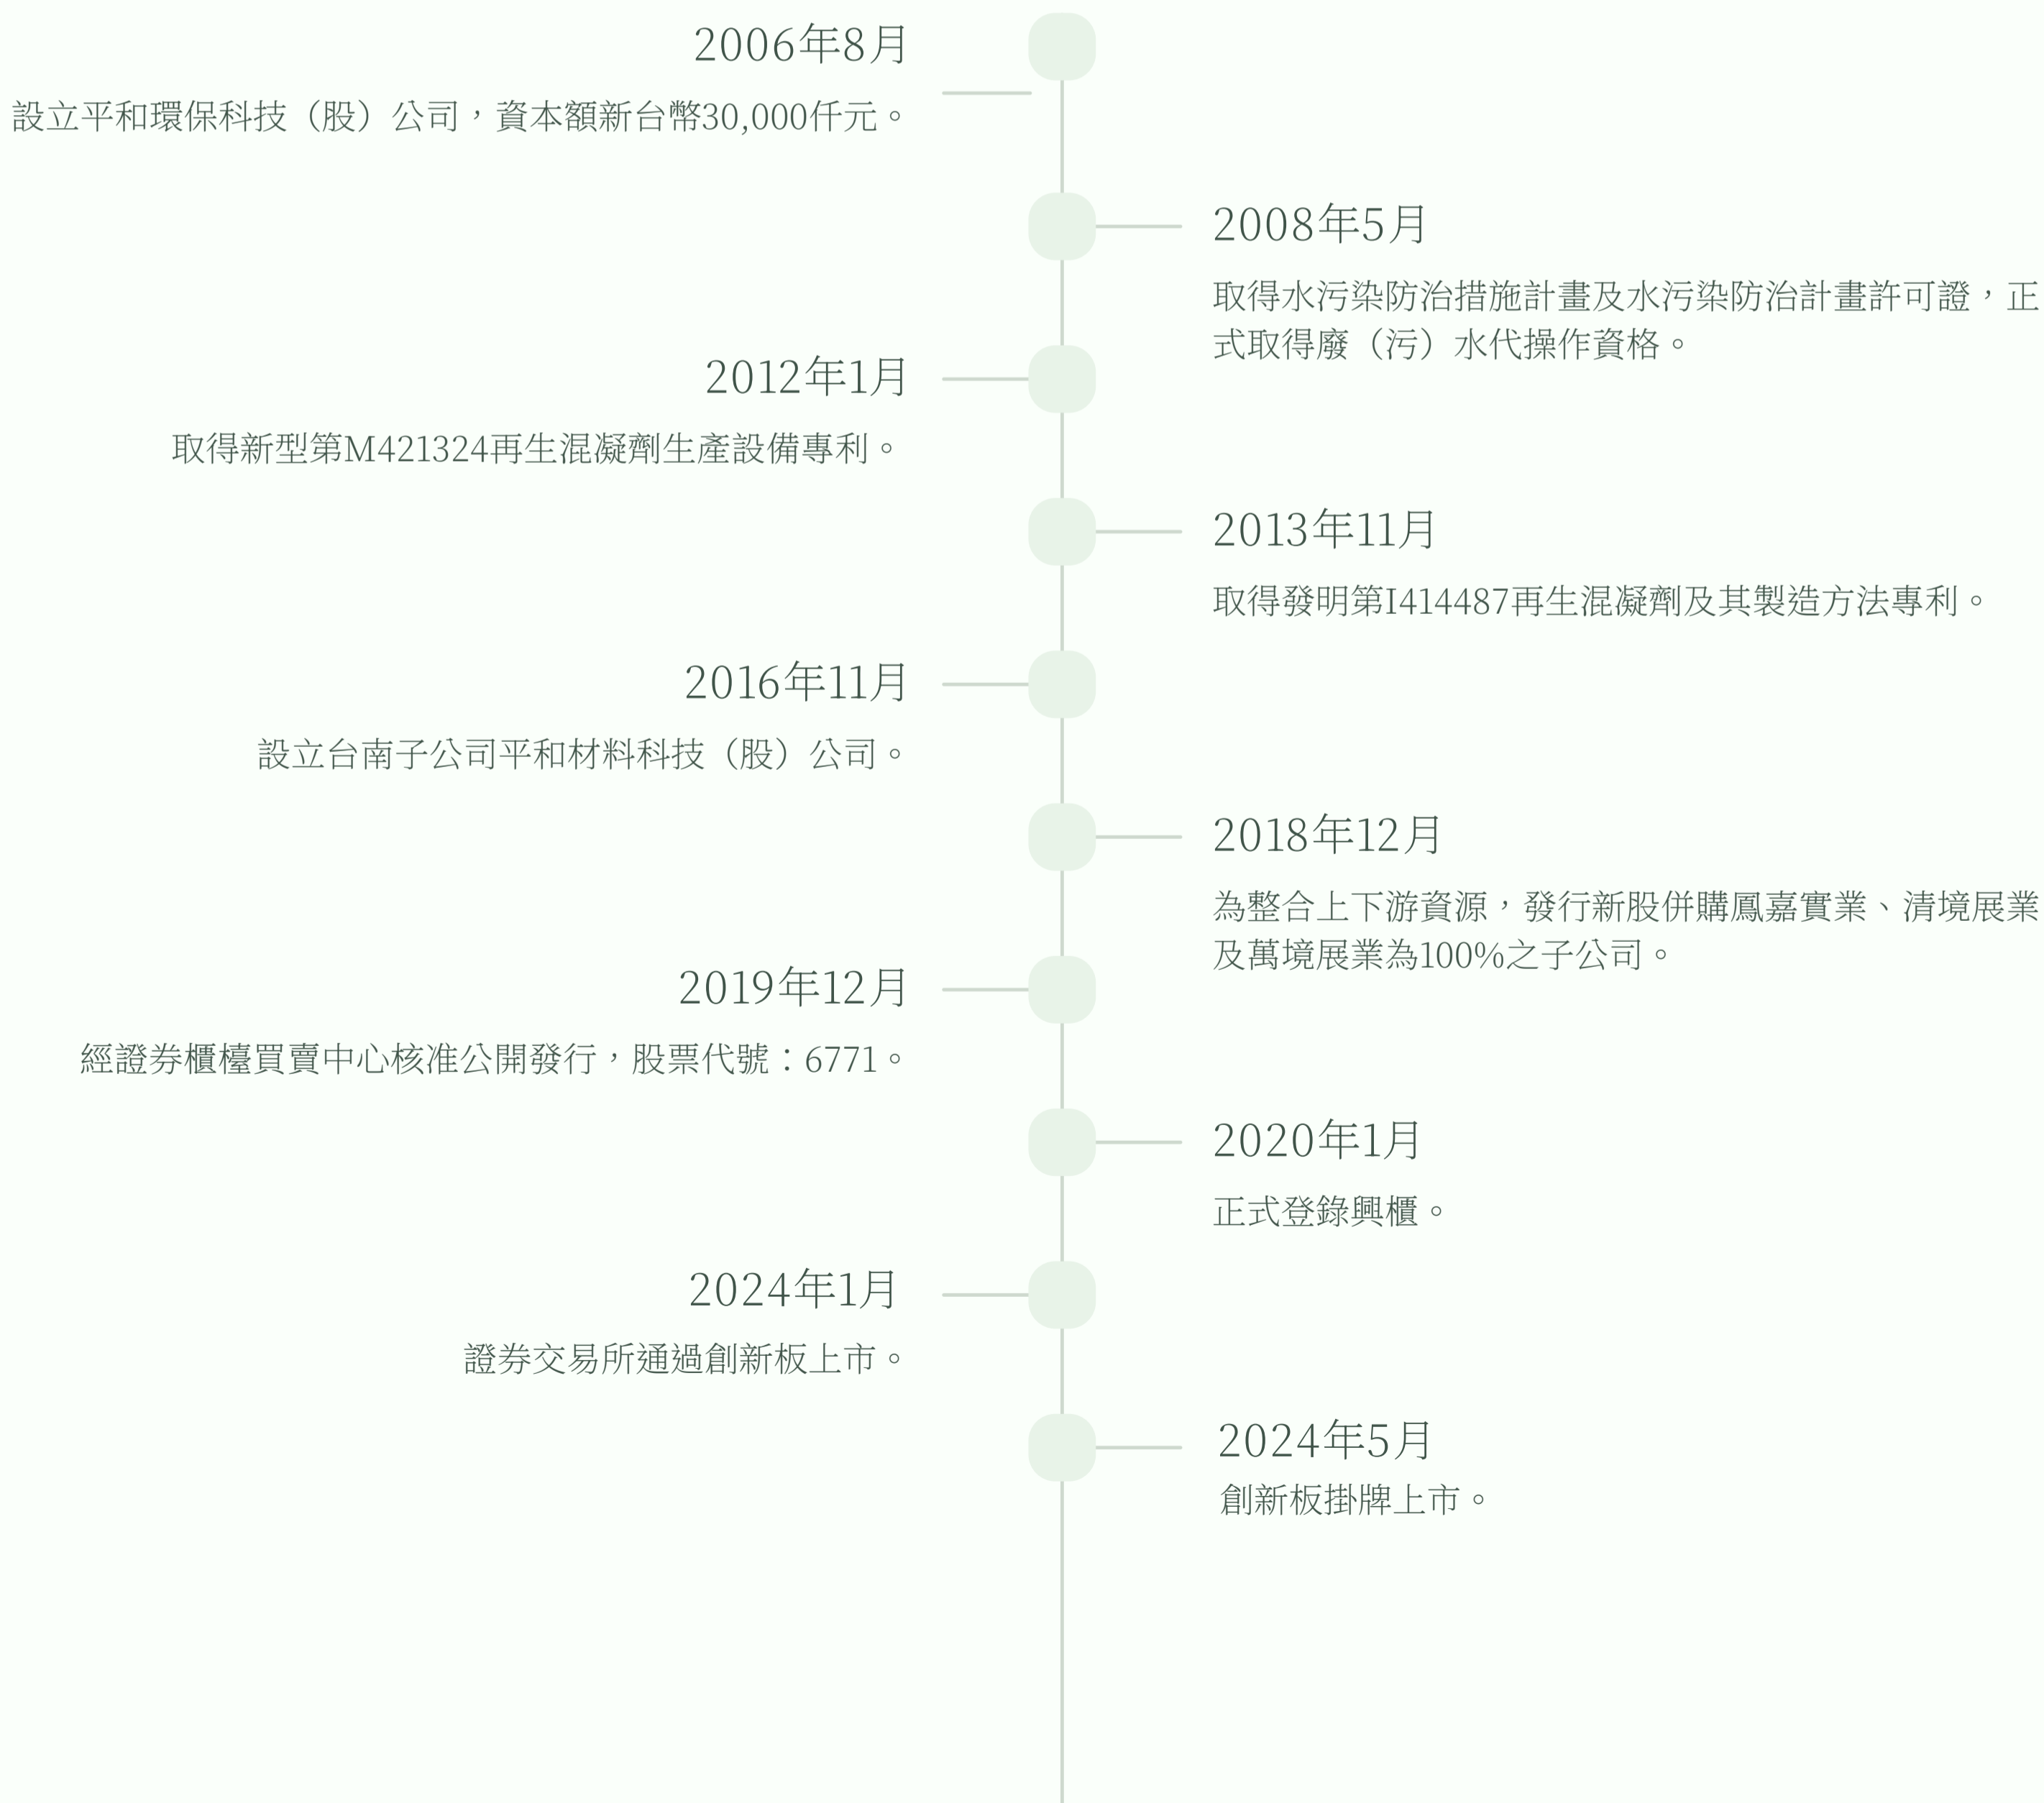 2006年8月
設立平和環保科技（股）公司，資本額新台幣30,000仟元。
2008年5月
取得水污染防治措施計畫及水污染防治計畫許可證，正
式取得廢（污）水代操作資格。
2012年1月
取得新型第M421324再生混凝劑生產設備專利。
2013年11月
取得發明第I414487再生混凝劑及其製造方法專利。
2016年11月
設立台南子公司平和材料科技（股）公司。
2018年12月
為整合上下游資源，發行新股併購鳳嘉實業、清境展業
及萬境展業為100%之子公司。
2019年12月
經證券櫃檯買賣中心核准公開發行，股票代號：6771。
2020年1月
正式登錄興櫃。
2024年1月
證券交易所通過創新板上市。
2024年5月
創新板掛牌上市。